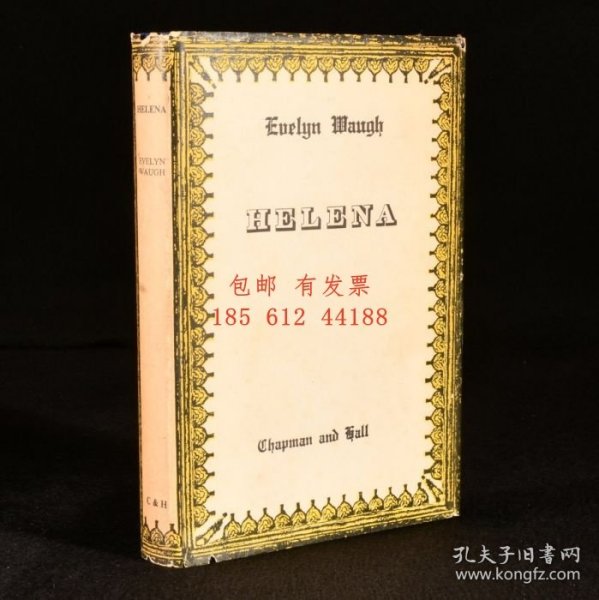 HELENA
EVELYN
WAUGH
C & H
Evelyn Waugh
HELENA
包邮 有发票
185 612 44188
Chapman and Hall
孔夫子旧书网
www.kongfz.com